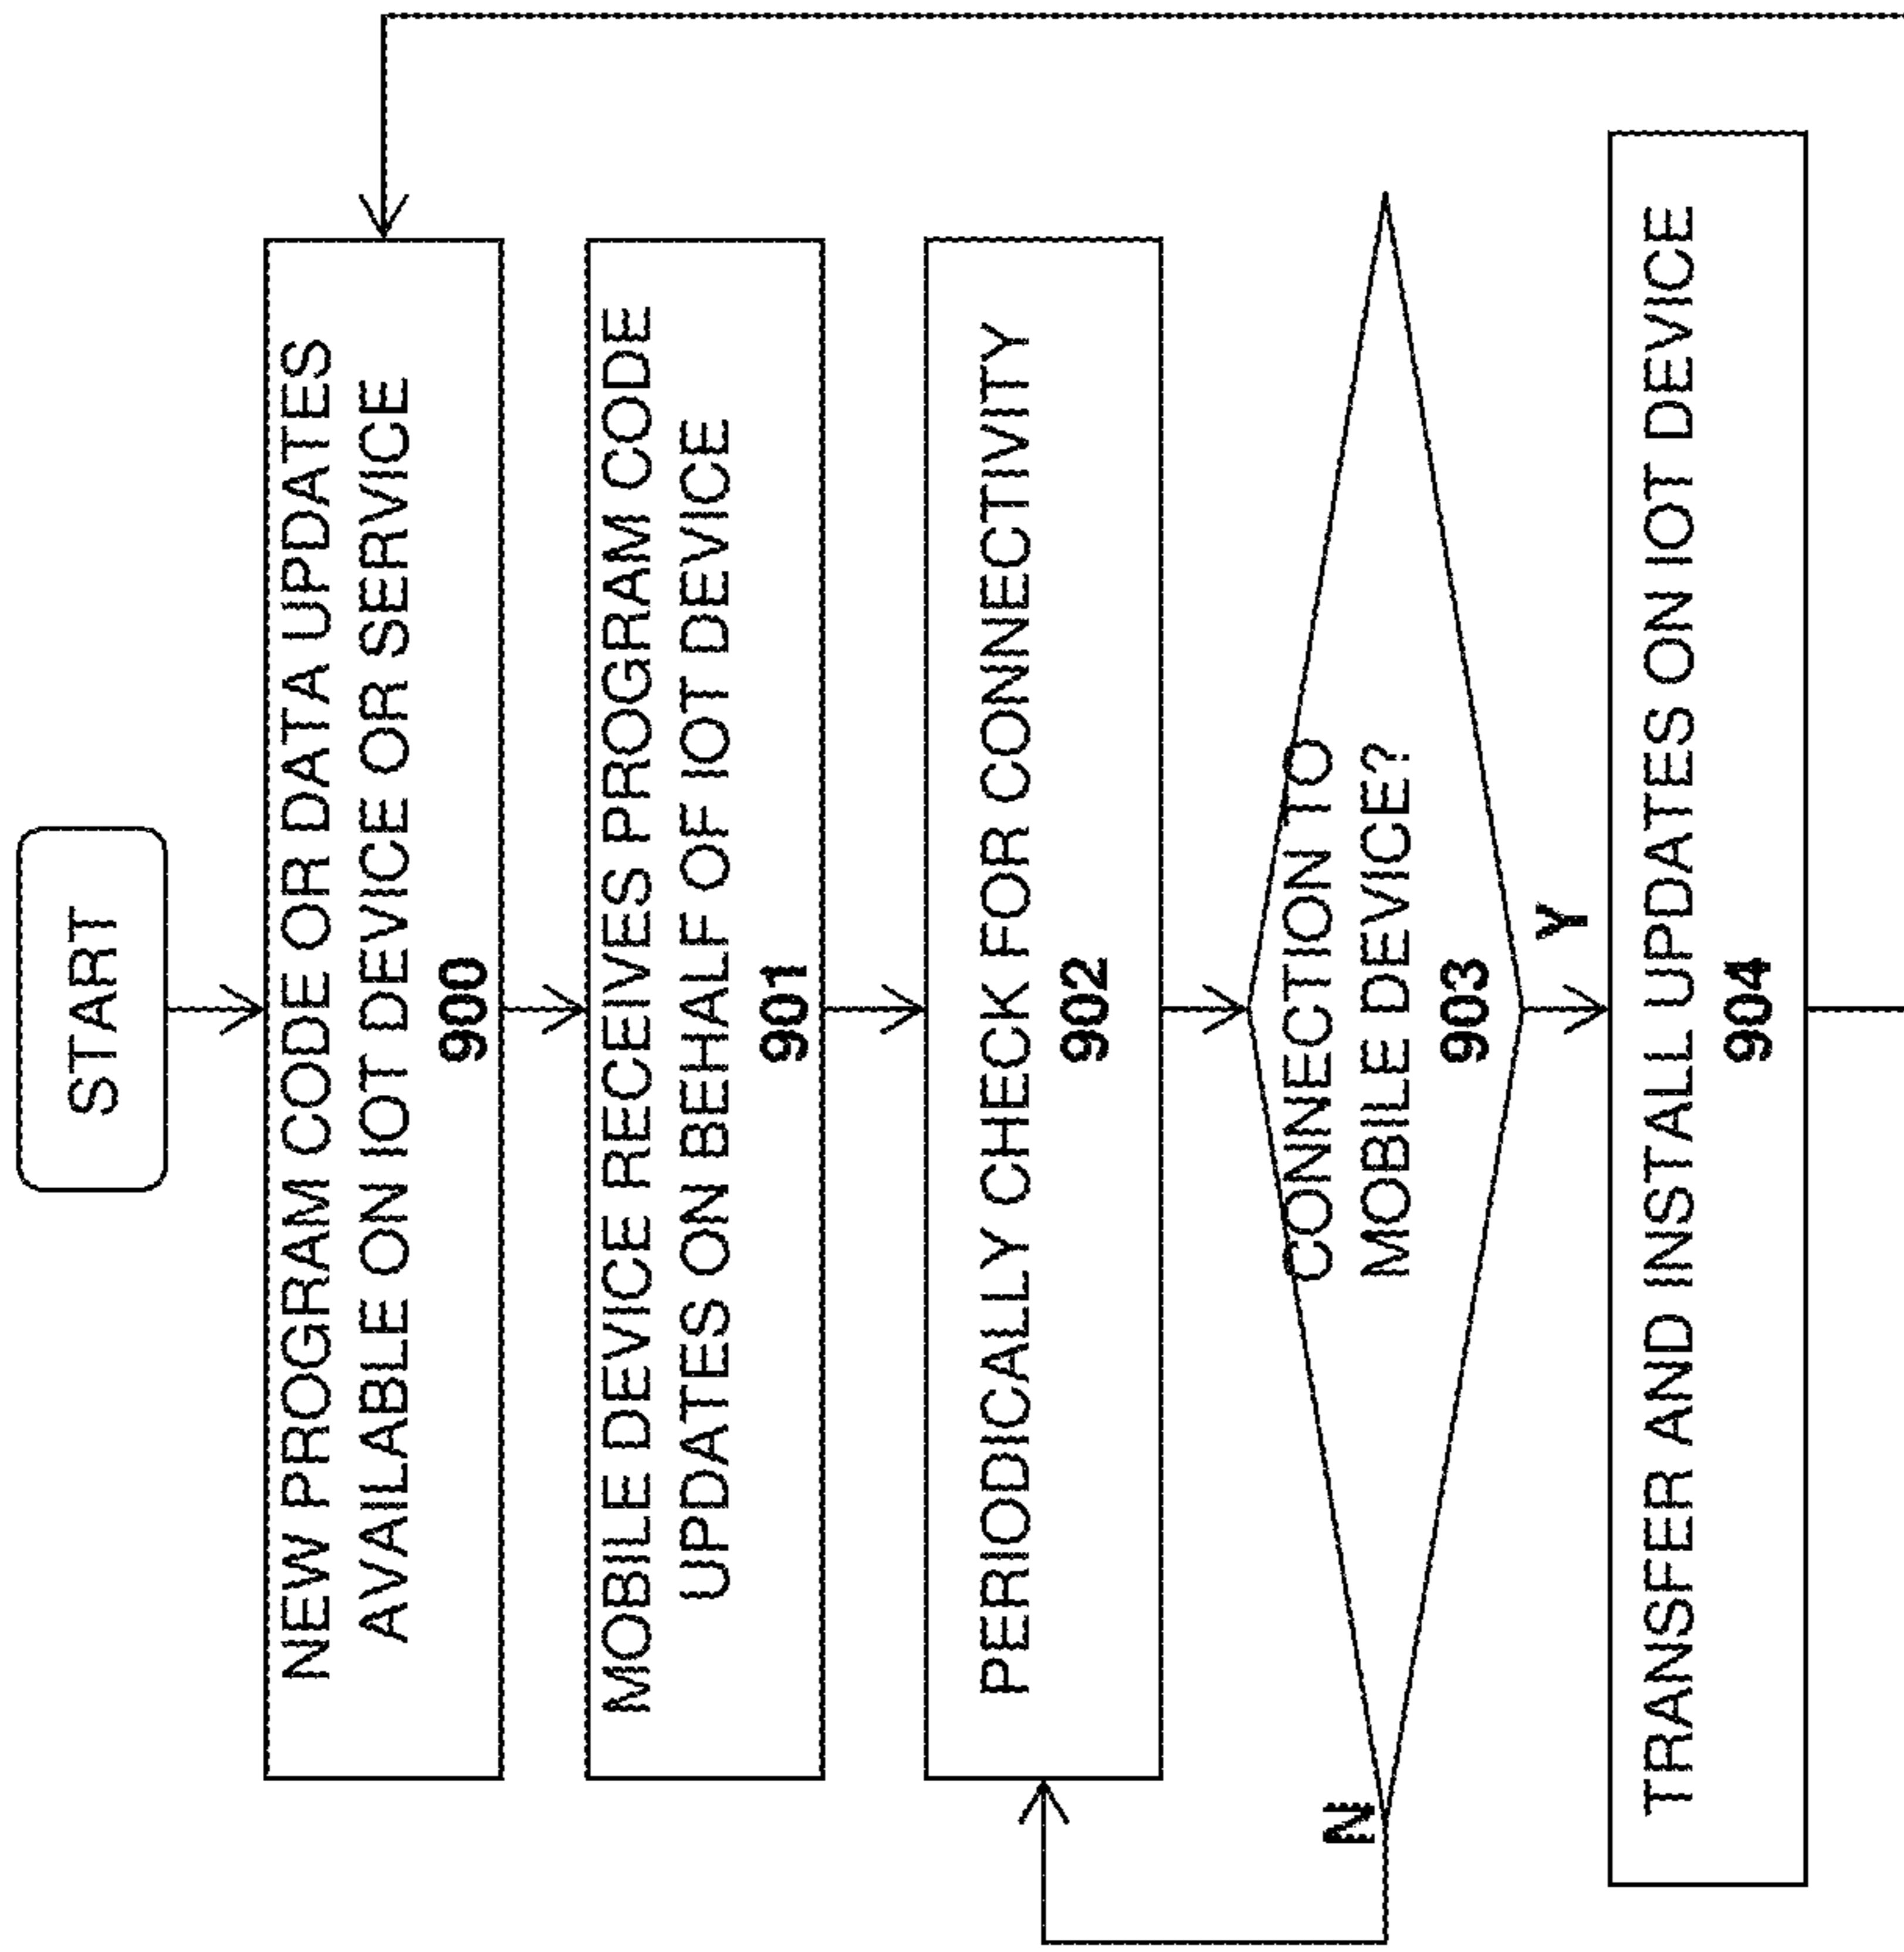 START
NEW PROGRAM CODE OR DATA UPDATES
AVAILABLE ON IOT DEVICE OR SERVICE
900
MOBILE DEVICE RECEIVES PROGRAM CODE
UPDATES ON BEHALF OF IOT DEVICE
901
PERIODICALLY CHECK FOR CONNECTIVITY
902
CONNECTION TO
MOBILE DEVICE?
903
N
Y
TRANSFER AND INSTALL UPDATES ON IOT DEVICE
904